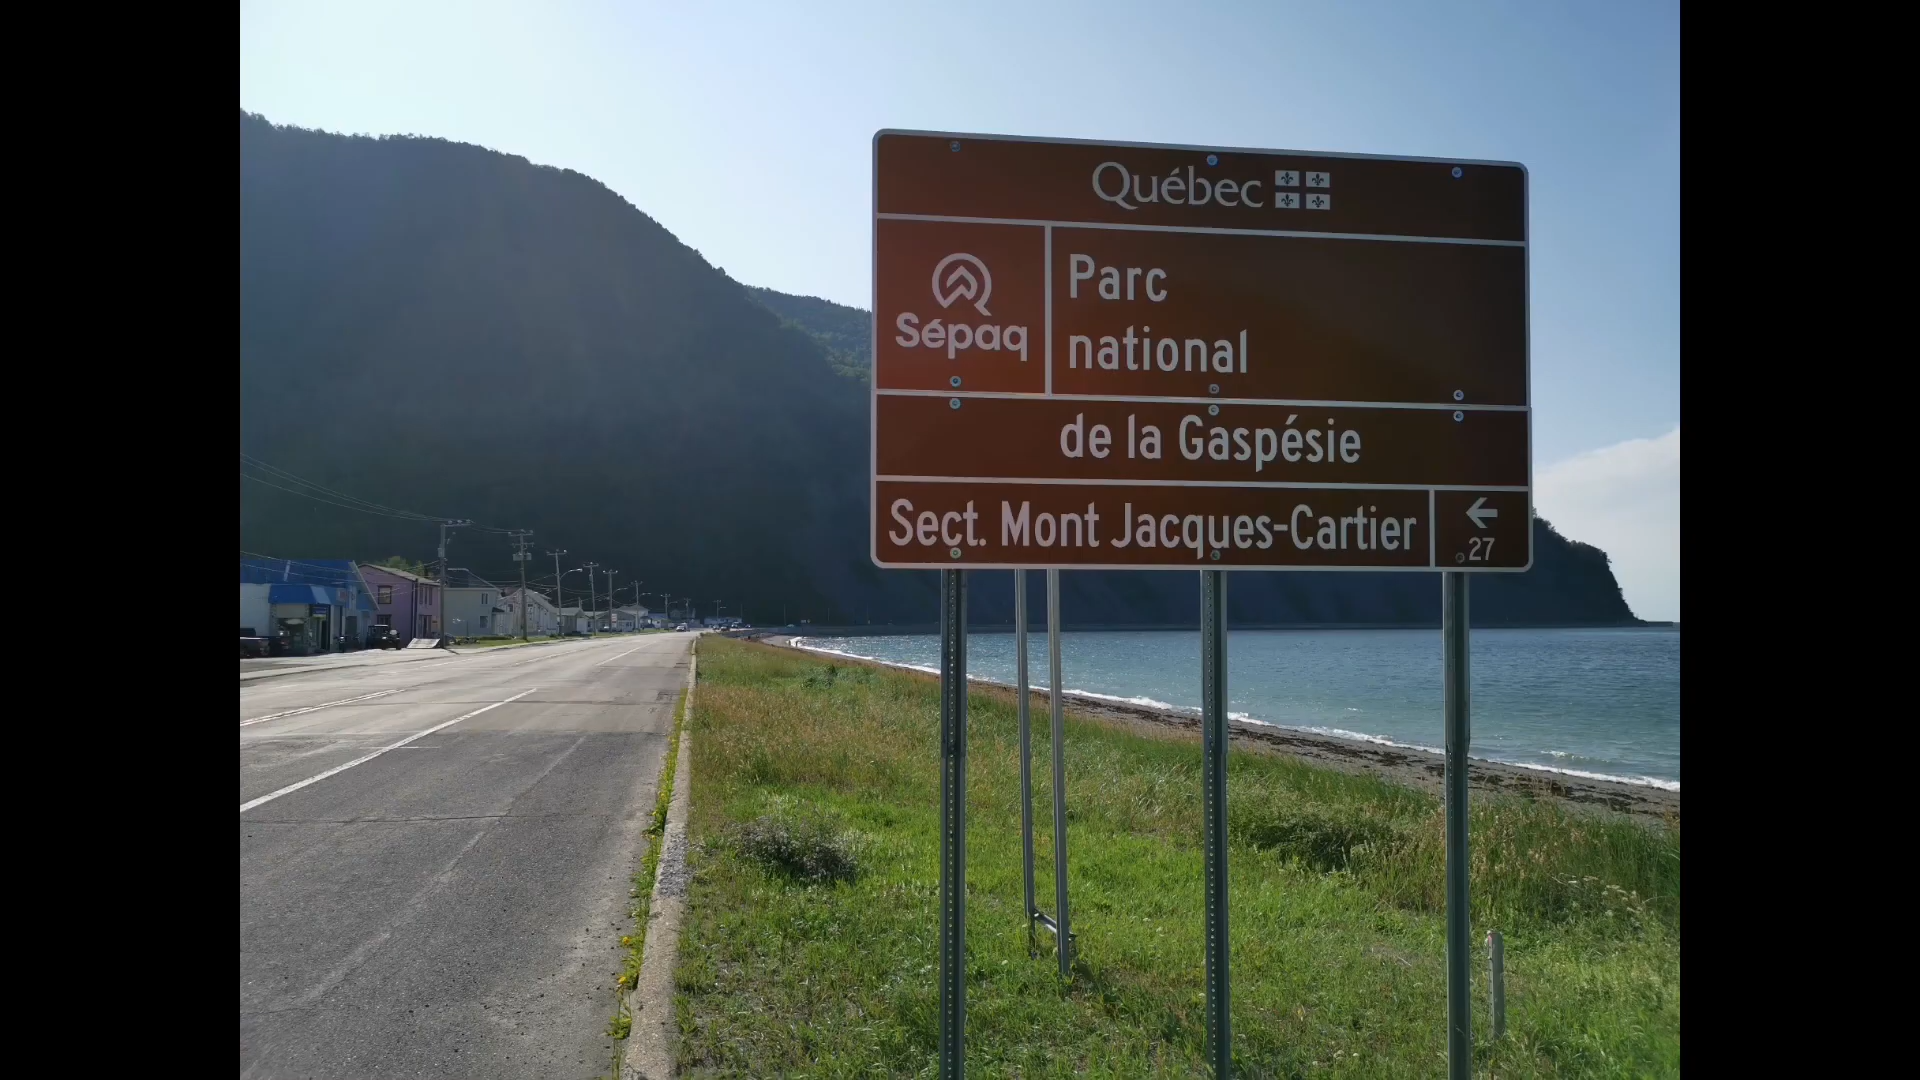 Québec
Sépaq
Parc
national
de la Gaspésie
Sect. Mont Jacques-Cartier
27